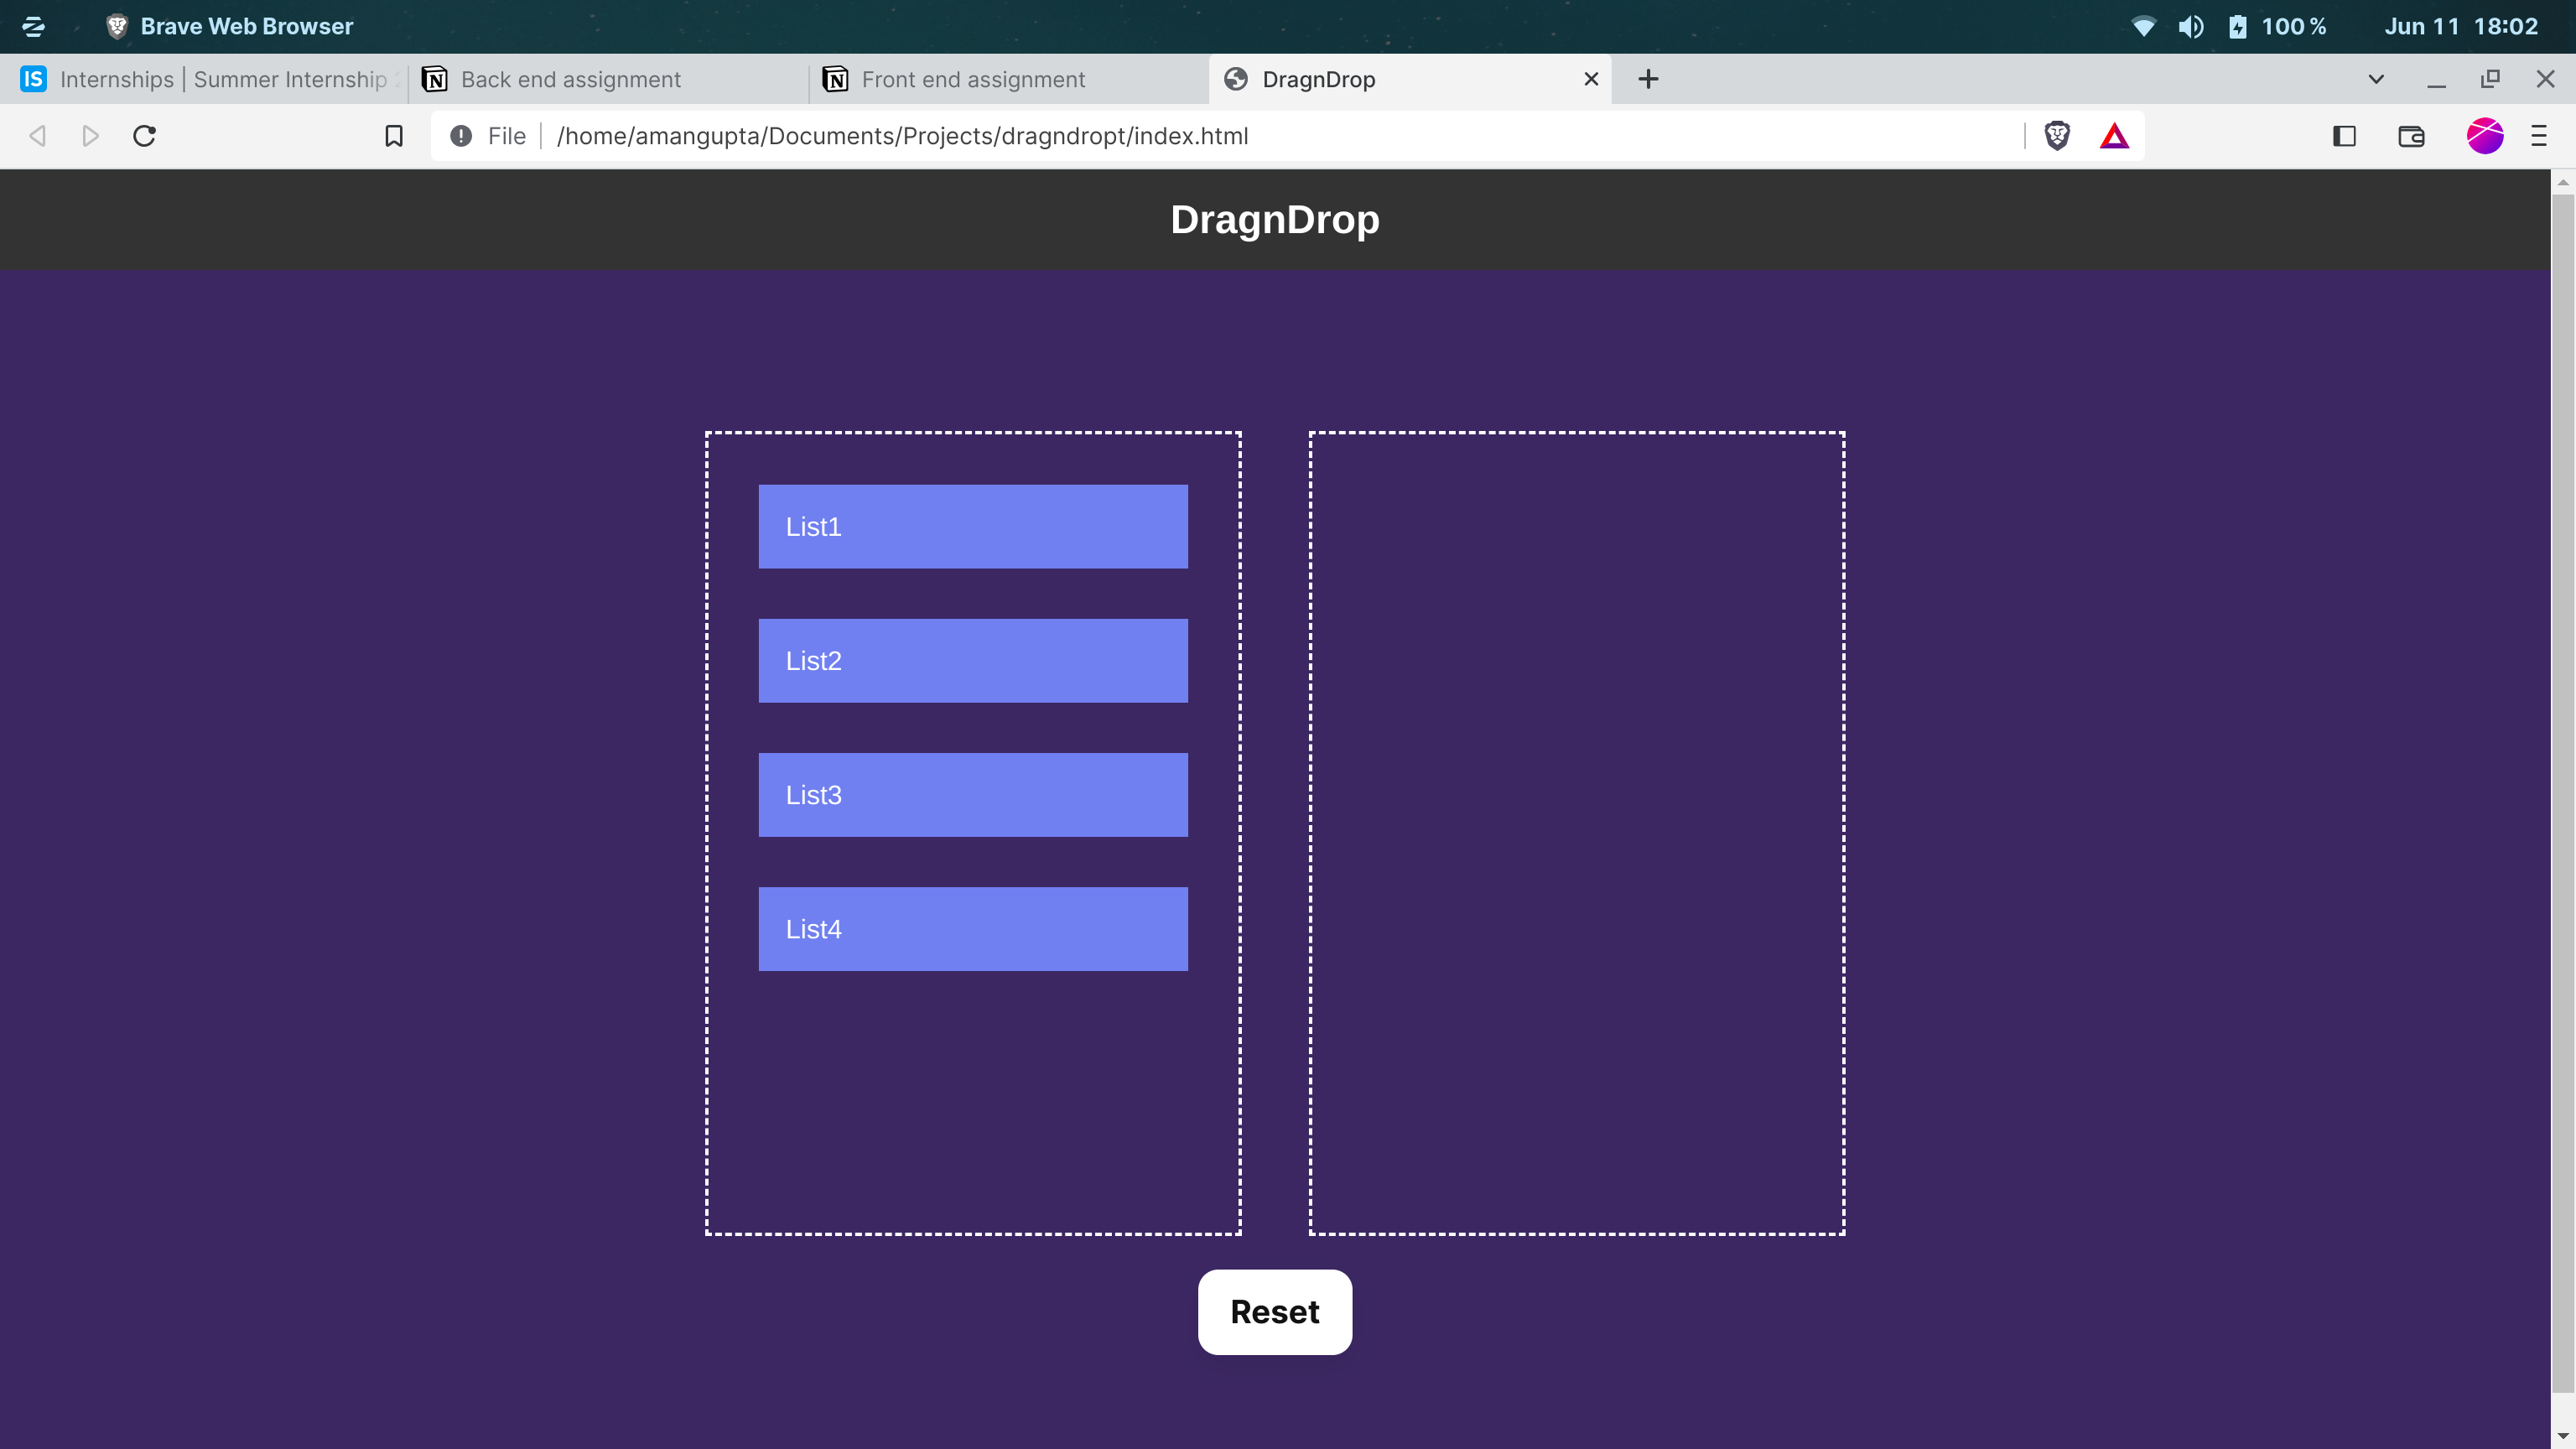 Brave Web Browser
100 %
Jun 11 18:02
IS Internships | Summer Internship
Back end assignment
Front end assignment
DragnDrop
File
/home/amangupta/Documents/Projects/dragndropt/index.html
DragnDrop
List1
List2
List3
List4
Reset